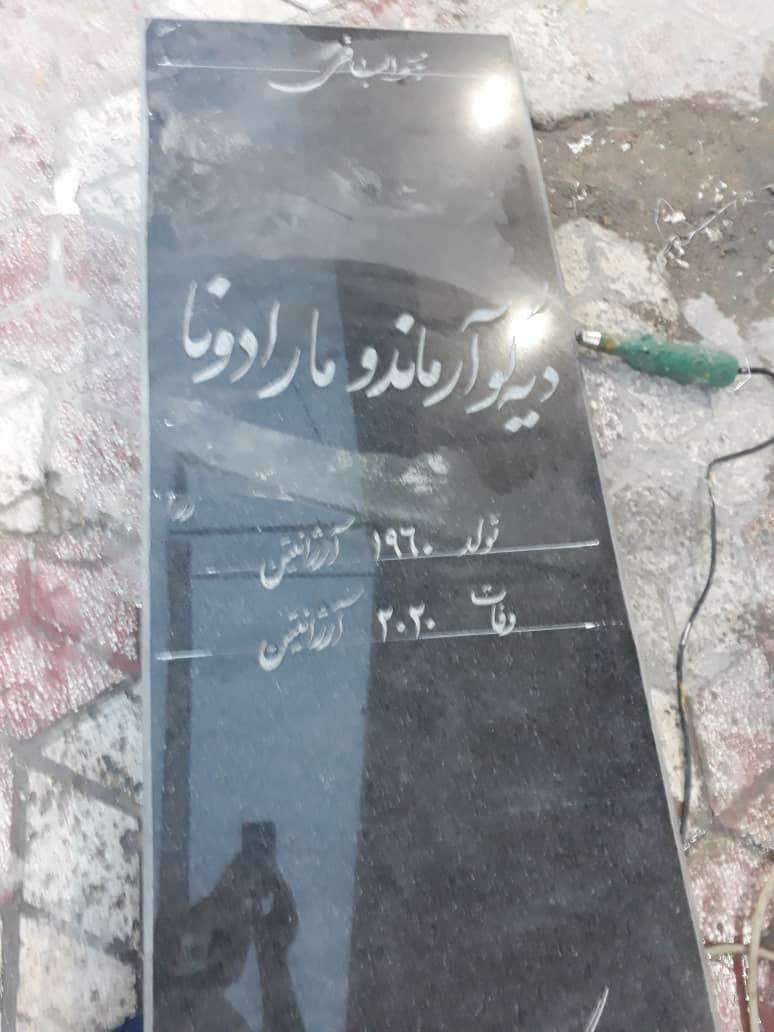 دیه گو آرماندو مارادونا
تولد ۱۹۶۰ آرژانتین
وفات ۲۰۲۰ آرژانتین